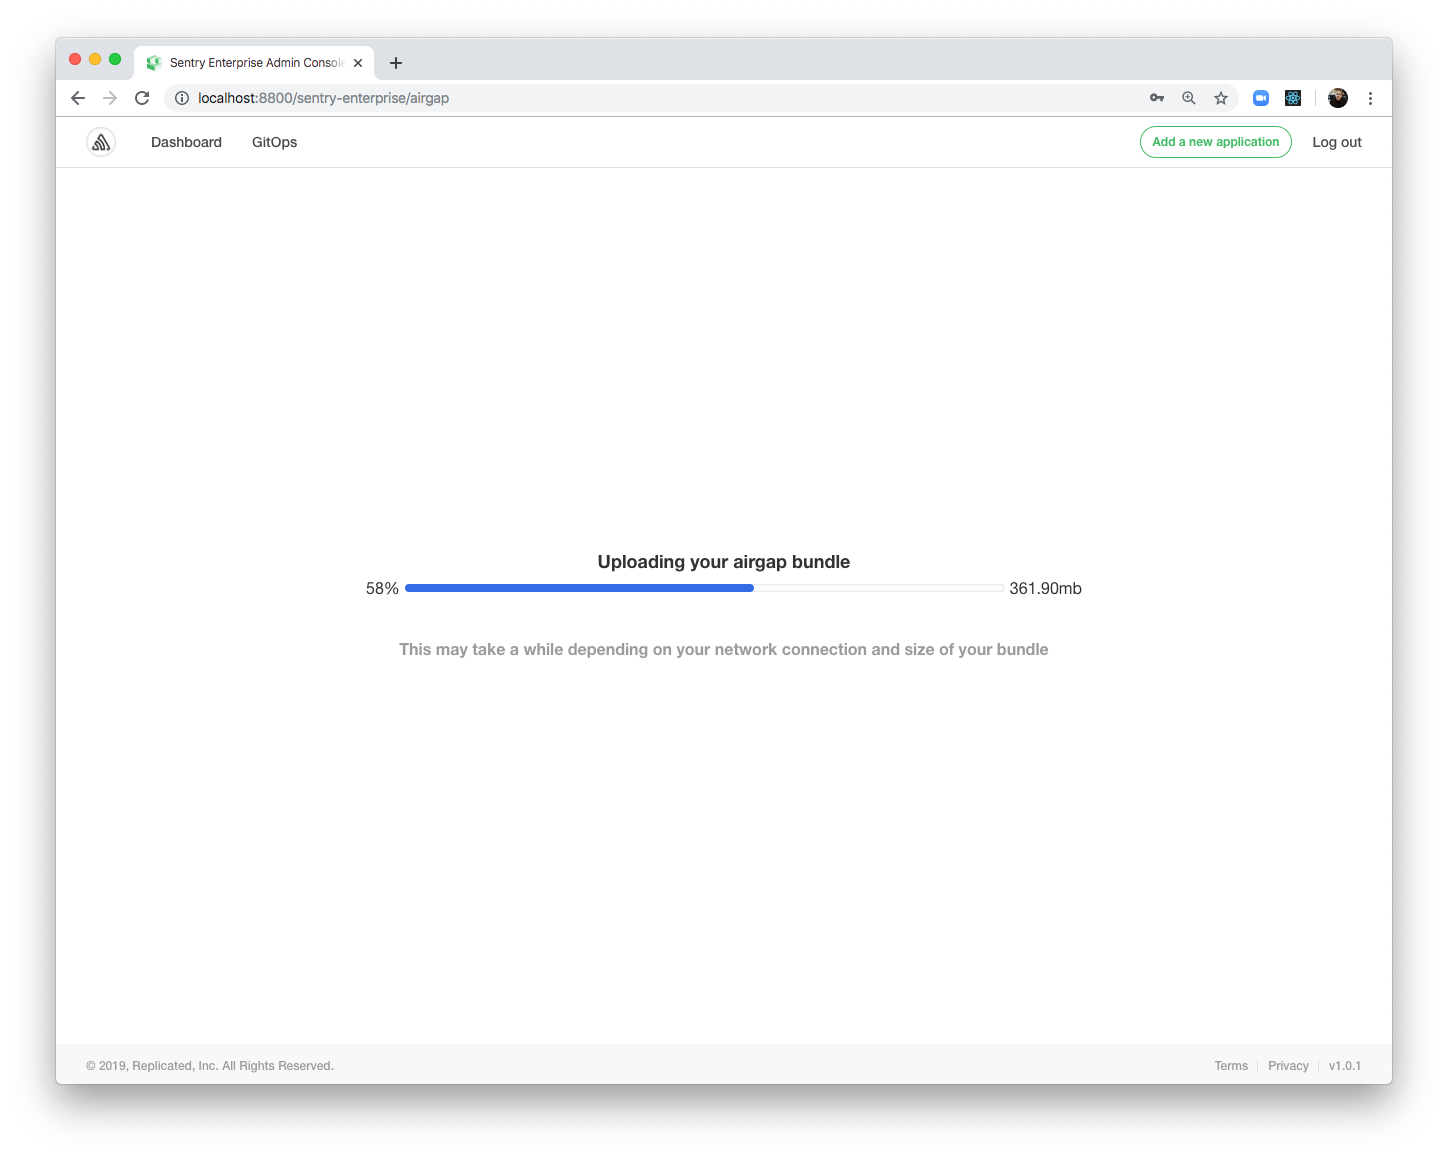 Sentry Enterprise Admin Console
localhost:8800/sentry-enterprise/airgap
Dashboard GitOps Add a new application Log out
Uploading your airgap bundle
58% 361.90mb
This may take a while depending on your network connection and size of your bundle
© 2019, Replicated, Inc. All Rights Reserved. Terms Privacy v1.0.1